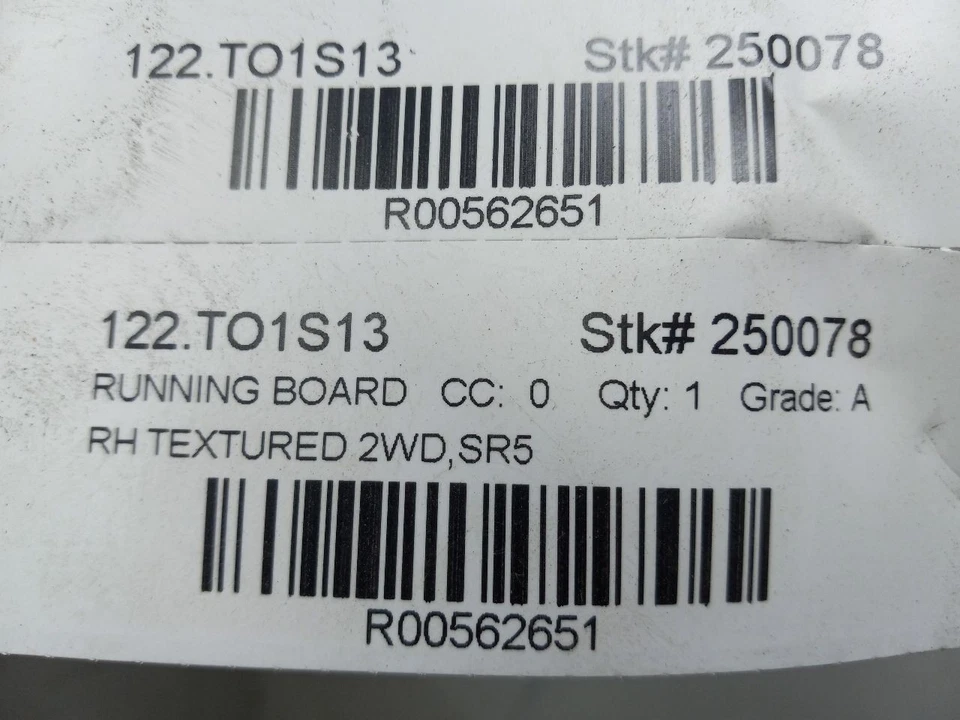 122.TO1S13 Stk# 250078
R00562651
122.TO1S13 Stk# 250078
RUNNING BOARD CC: 0 Qty: 1 Grade: A
RH TEXTURED 2WD,SR5
R00562651